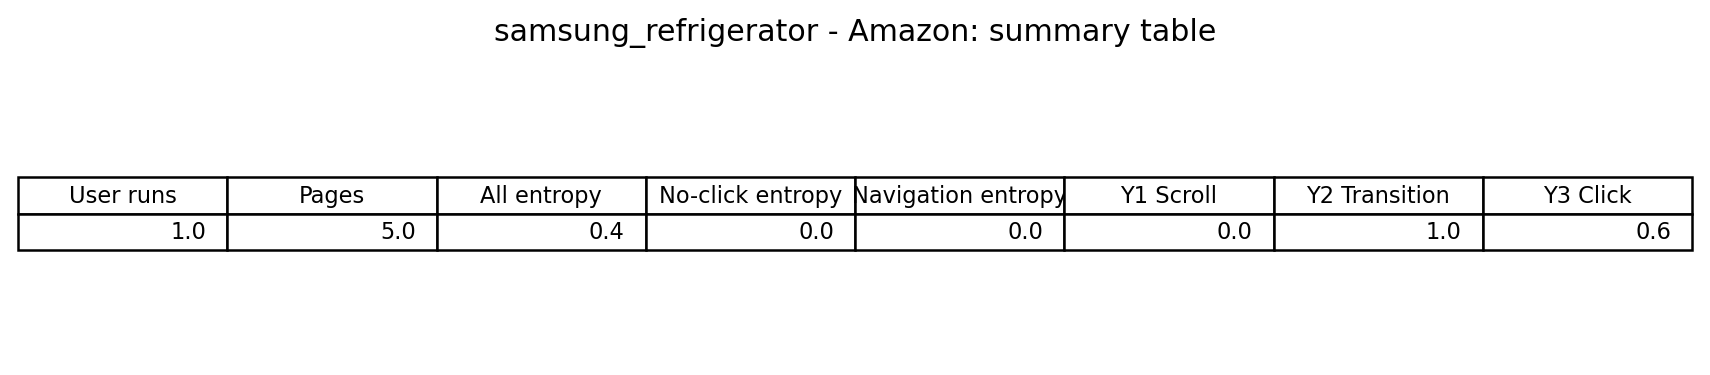 samsung_refrigerator - Amazon: summary table
User runs Pages All entropy No-click entropy Navigation entropy Y1 Scroll Y2 Transition Y3 Click
1.0 5.0 0.4 0.0 0.0 0.0 1.0 0.6